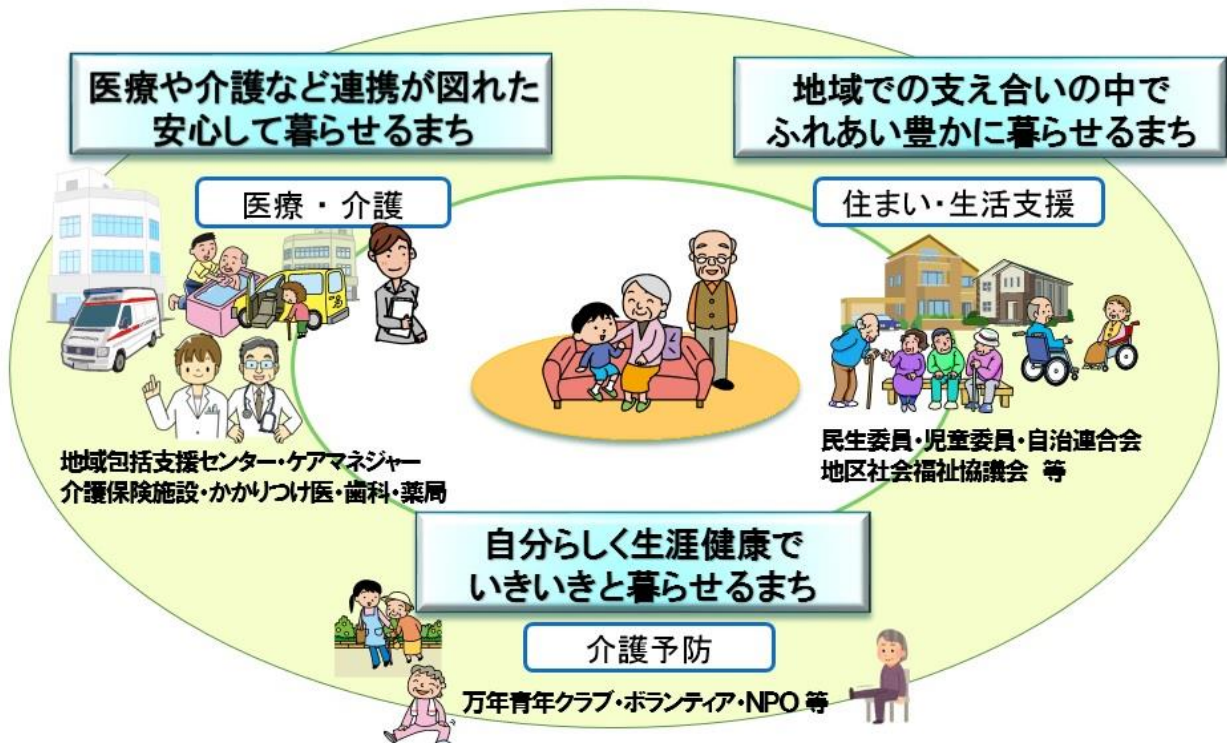 医療や介護など連携が図れた
安心して暮らせるまち
医療・介護
地域包括支援センター・ケアマネジャー
介護保険施設・かかりつけ医・歯科・薬局
地域での支え合いの中で
ふれあい豊かに暮らせるまち
住まい・生活支援
民生委員・児童委員・自治連合会
地区社会福祉協議会 等
自分らしく生涯健康で
いきいきと暮らせるまち
介護予防
万年青年クラブ・ボランティア・NPO 等